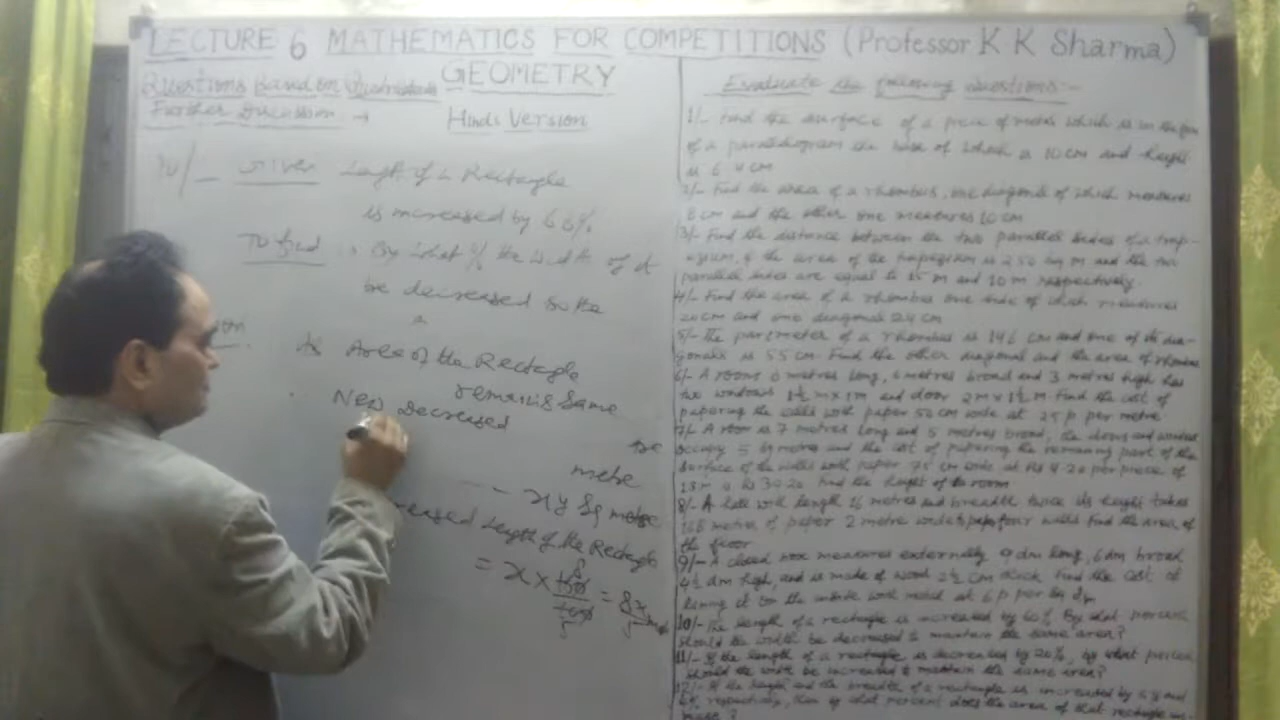 LECTURE 6 MATHEMATICS FOR COMPETITIONS (Professor K K Sharma)
GEOMETRY
Questions Based on Quadrilaterals
Further Discussion →
Hindi Version
10/- Given Length of a Rectangle
is increased by 60%
To find : By what % the width of it
be decreased so the
As Area of the Rectangle
remains same
New Decreased
be
metre
- xy Sq metre
Length of the Rectangle
= x × 160/100 = 8x/5
Evaluate the following Questions:-
1/- Find the surface of a piece of metal which is in the form
of a parallelogram the base of which is 10 cm and height
is 6.4 cm
2/- Find the area of a rhombus, one diagonal of which measures
8 cm and the other one measures 10 cm
3/- Find the distance between the two parallel sides of a trap-
ezium, if the area of the trapezium is 250 sq m and the two
parallel sides are equal to 15 m and 10 m respectively.
4/- Find the area of a rhombus one side of which measures
20 cm and one diagonal 24 cm
5/- The perimeter of a rhombus is 146 cm and one of its dia-
gonals is 55 cm. Find the other diagonal and the area of rhombus
6/- A room 6 metres long, metres broad and 3 metres high has
two windows 1½ m × 1 m and door 2 m × 1½ m. Find the cost of
papering the walls with paper 50 cm wide at 25 p per metre
7/- A room is 7 metres long and 5 metres broad, the doors and windows
occupy 5 sq metres and the cost of papering the remaining part of the
surface of the walls with paper 75 cm wide at Rs 4.20 per piece of
13 m is Rs 39.20 Find the height of the room
8/- A hall with length 16 metres and breadth twice its height takes
168 metres of paper 2 metre wide to paper four walls Find the area of
the floor
9/- A closed box measures externally 9 dm long, 6 dm broad
4½ dm high, and is made of wood 2½ cm thick Find the cost of
lining it on the inside with metal at 6 p per sq dm
10/- The length of a rectangle is increased by 60% By what percent
should the width be decreased to maintain the same area?
11/- If the length of a rectangle is decreased by 20%, by what percent
should the width be increased to maintain the same area?
12/- If the length and the breadth of a rectangle is increased by and
respectively, then by what percent does the area of that rectangle in-
crease?